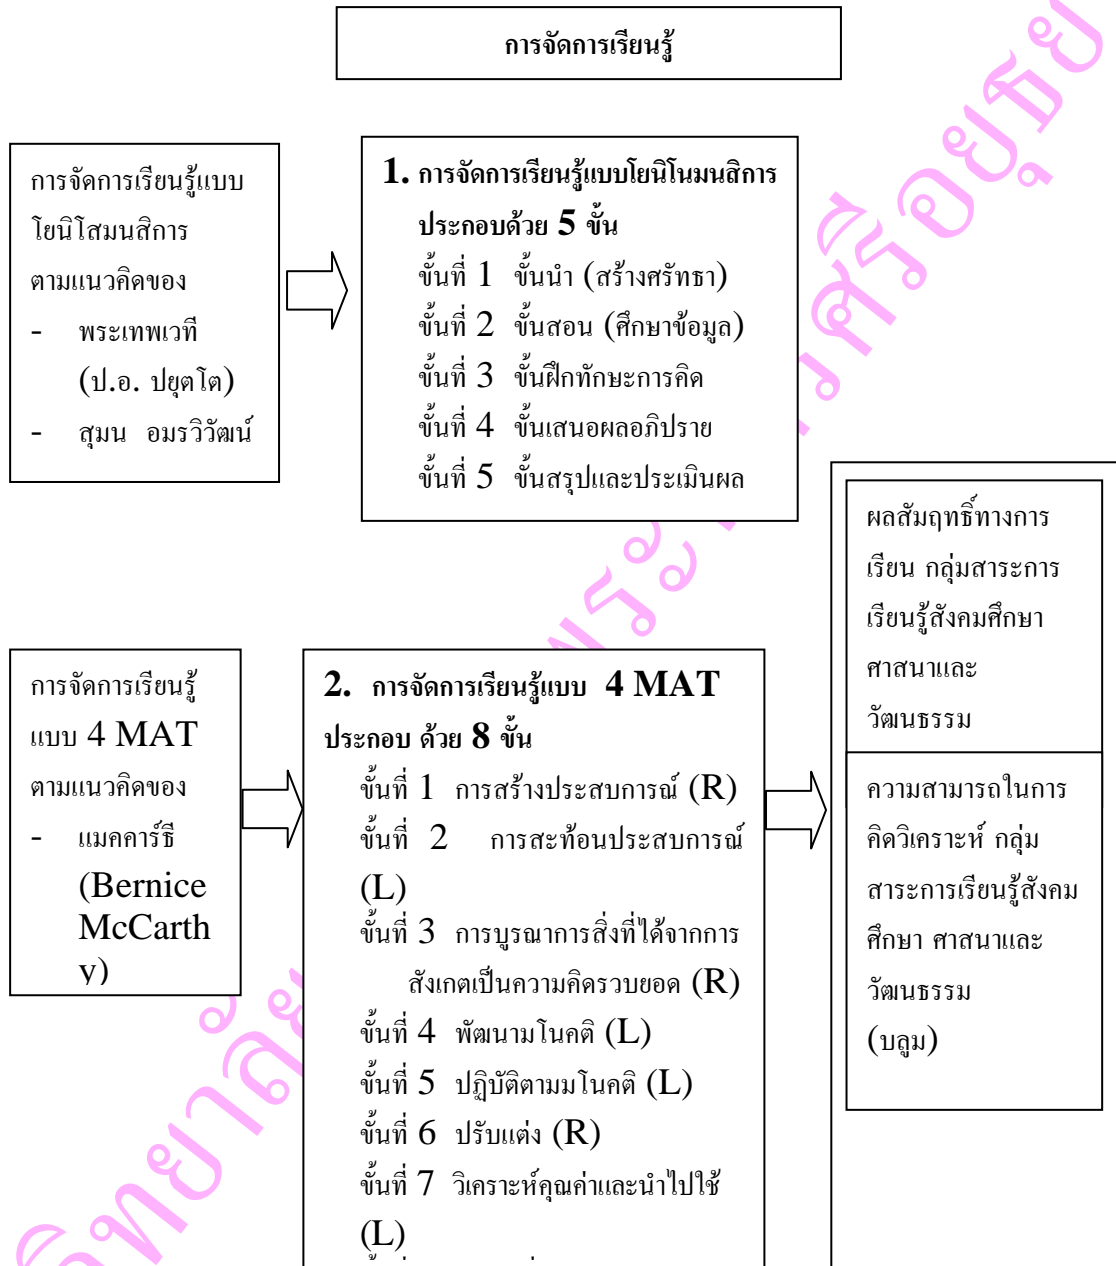 การจัดการเรียนรู้
การจัดการเรียนรู้แบบ
โยนิโสมนสิการ
ตามแนวคิดของ
- พระเทพเวที
(ป.อ. ปยุตโต)
- สุมน อมรวิวัฒน์
1. การจัดการเรียนรู้แบบโยนิโนมนสิการ
ประกอบด้วย 5 ขั้น
ขั้นที่ 1 ขั้นนำ (สร้างศรัทธา)
ขั้นที่ 2 ขั้นสอน (ศึกษาข้อมูล)
ขั้นที่ 3 ขั้นฝึกทักษะการคิด
ขั้นที่ 4 ขั้นเสนอผลอภิปราย
ขั้นที่ 5 ขั้นสรุปและประเมินผล
การจัดการเรียนรู้
แบบ 4 MAT
ตามแนวคิดของ
- แมคคาร์ธี
(Bernice
McCarth
y)
2. การจัดการเรียนรู้แบบ 4 MAT
ประกอบ ด้วย 8 ขั้น
ขั้นที่ 1 การสร้างประสบการณ์ (R)
ขั้นที่ 2 การสะท้อนประสบการณ์
(L)
ขั้นที่ 3 การบูรณาการสิ่งที่ได้จากการ
สังเกตเป็นความคิดรวบยอด (R)
ขั้นที่ 4 พัฒนามโนคติ (L)
ขั้นที่ 5 ปฏิบัติตามมโนคติ (L)
ขั้นที่ 6 ปรับแต่ง (R)
ขั้นที่ 7 วิเคราะห์คุณค่าและนำไปใช้
(L)
ผลสัมฤทธิ์ทางการ
เรียน กลุ่มสาระการ
เรียนรู้สังคมศึกษา
ศาสนาและ
วัฒนธรรม
ความสามารถในการ
คิดวิเคราะห์ กลุ่ม
สาระการเรียนรู้สังคม
ศึกษา ศาสนาและ
วัฒนธรรม
(บลูม)